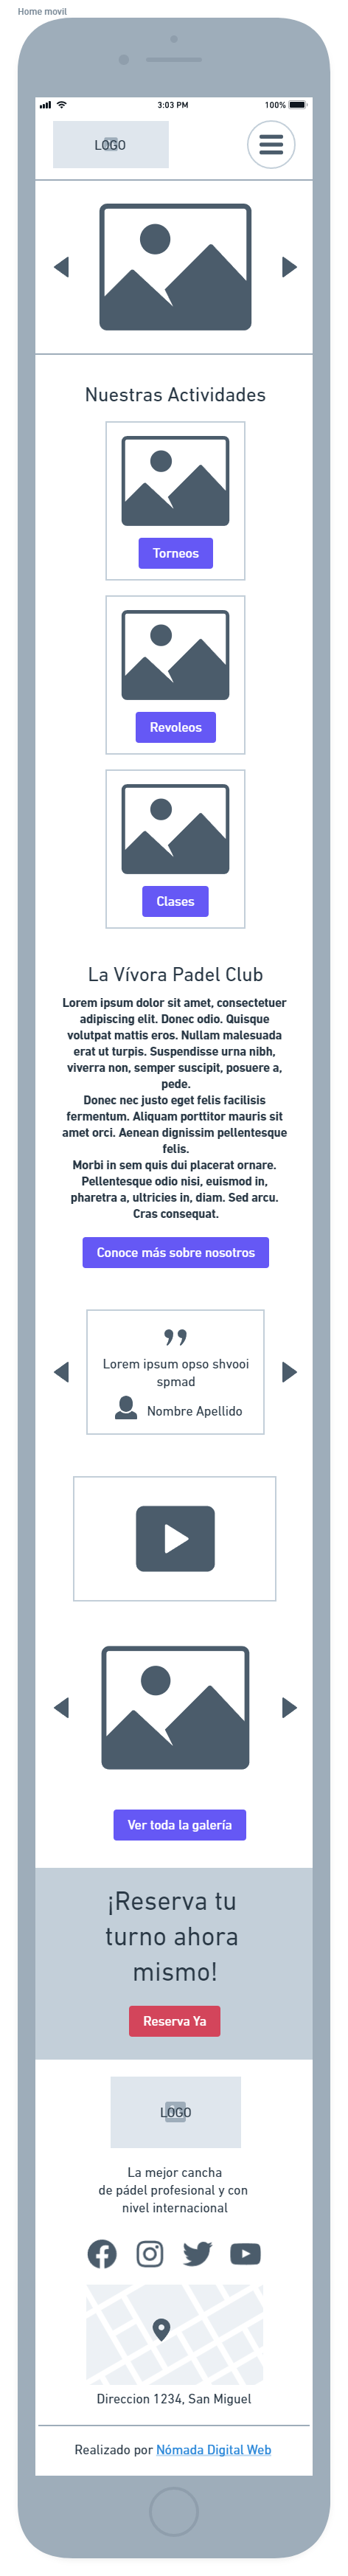 Home movil
3:03 PM
100%
LOGO
Nuestras Actividades
Torneos
Revoleos
Clases
La Vívora Padel Club
Lorem ipsum dolor sit amet, consectetuer
adipiscing elit. Donec odio. Quisque
volutpat mattis eros. Nullam malesuada
erat ut turpis. Suspendisse urna nibh,
viverra non, semper suscipit, posuere a,
pede.
Donec nec justo eget felis facilisis
fermentum. Aliquam porttitor mauris sit
amet orci. Aenean dignissim pellentesque
felis.
Morbi in sem quis dui placerat ornare.
Pellentesque odio nisi, euismod in,
pharetra a, ultricies in, diam. Sed arcu.
Cras consequat.
Conoce más sobre nosotros
Lorem ipsum opso shvooi
spmad
Nombre Apellido
Ver toda la galería
¡Reserva tu
turno ahora
mismo!
Reserva Ya
LOGO
La mejor cancha
de pádel profesional y con
nivel internacional
Direccion 1234, San Miguel
Realizado por Nómada Digital Web